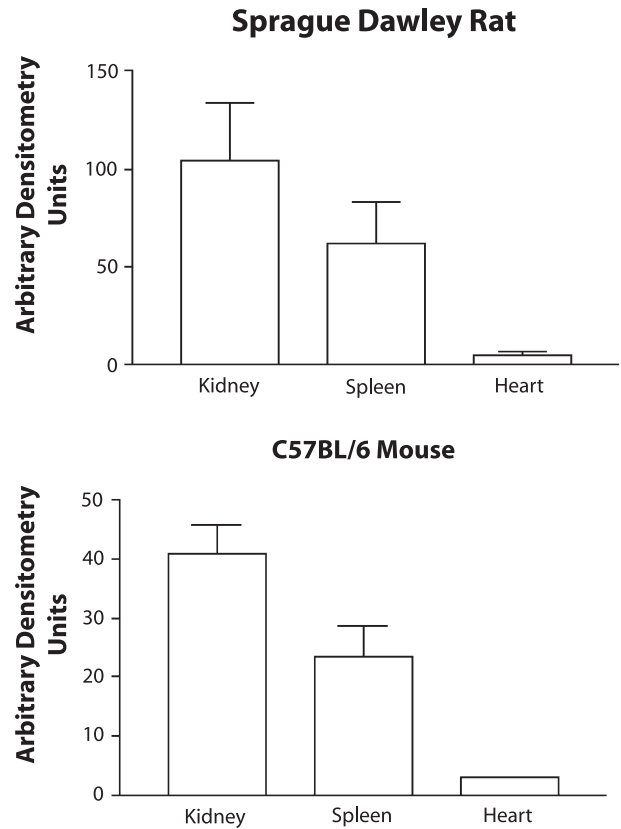 Sprague Dawley Rat
Arbitrary Densitometry
Units
150
100
50
0
Kidney
Spleen
Heart
C57BL/6 Mouse
Arbitrary Densitometry
Units
50
40
30
20
10
0
Kidney
Spleen
Heart